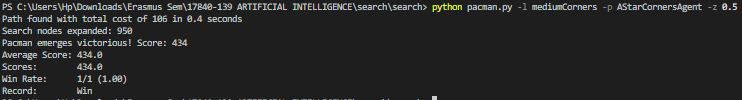 PS C:\Users\Hp\Downloads\Erasmus Sem\17840-139 ARTIFICIAL INTELLIGENCE\search\search> python pacman.py -l mediumCorners -p AStarCornersAgent -z 0.5
Path found with total cost of 106 in 0.4 seconds
Search nodes expanded: 950
Pacman emerges victorious! Score: 434
Average Score: 434.0
Scores:        434.0
Win Rate:      1/1 (1.00)
Record:        Win